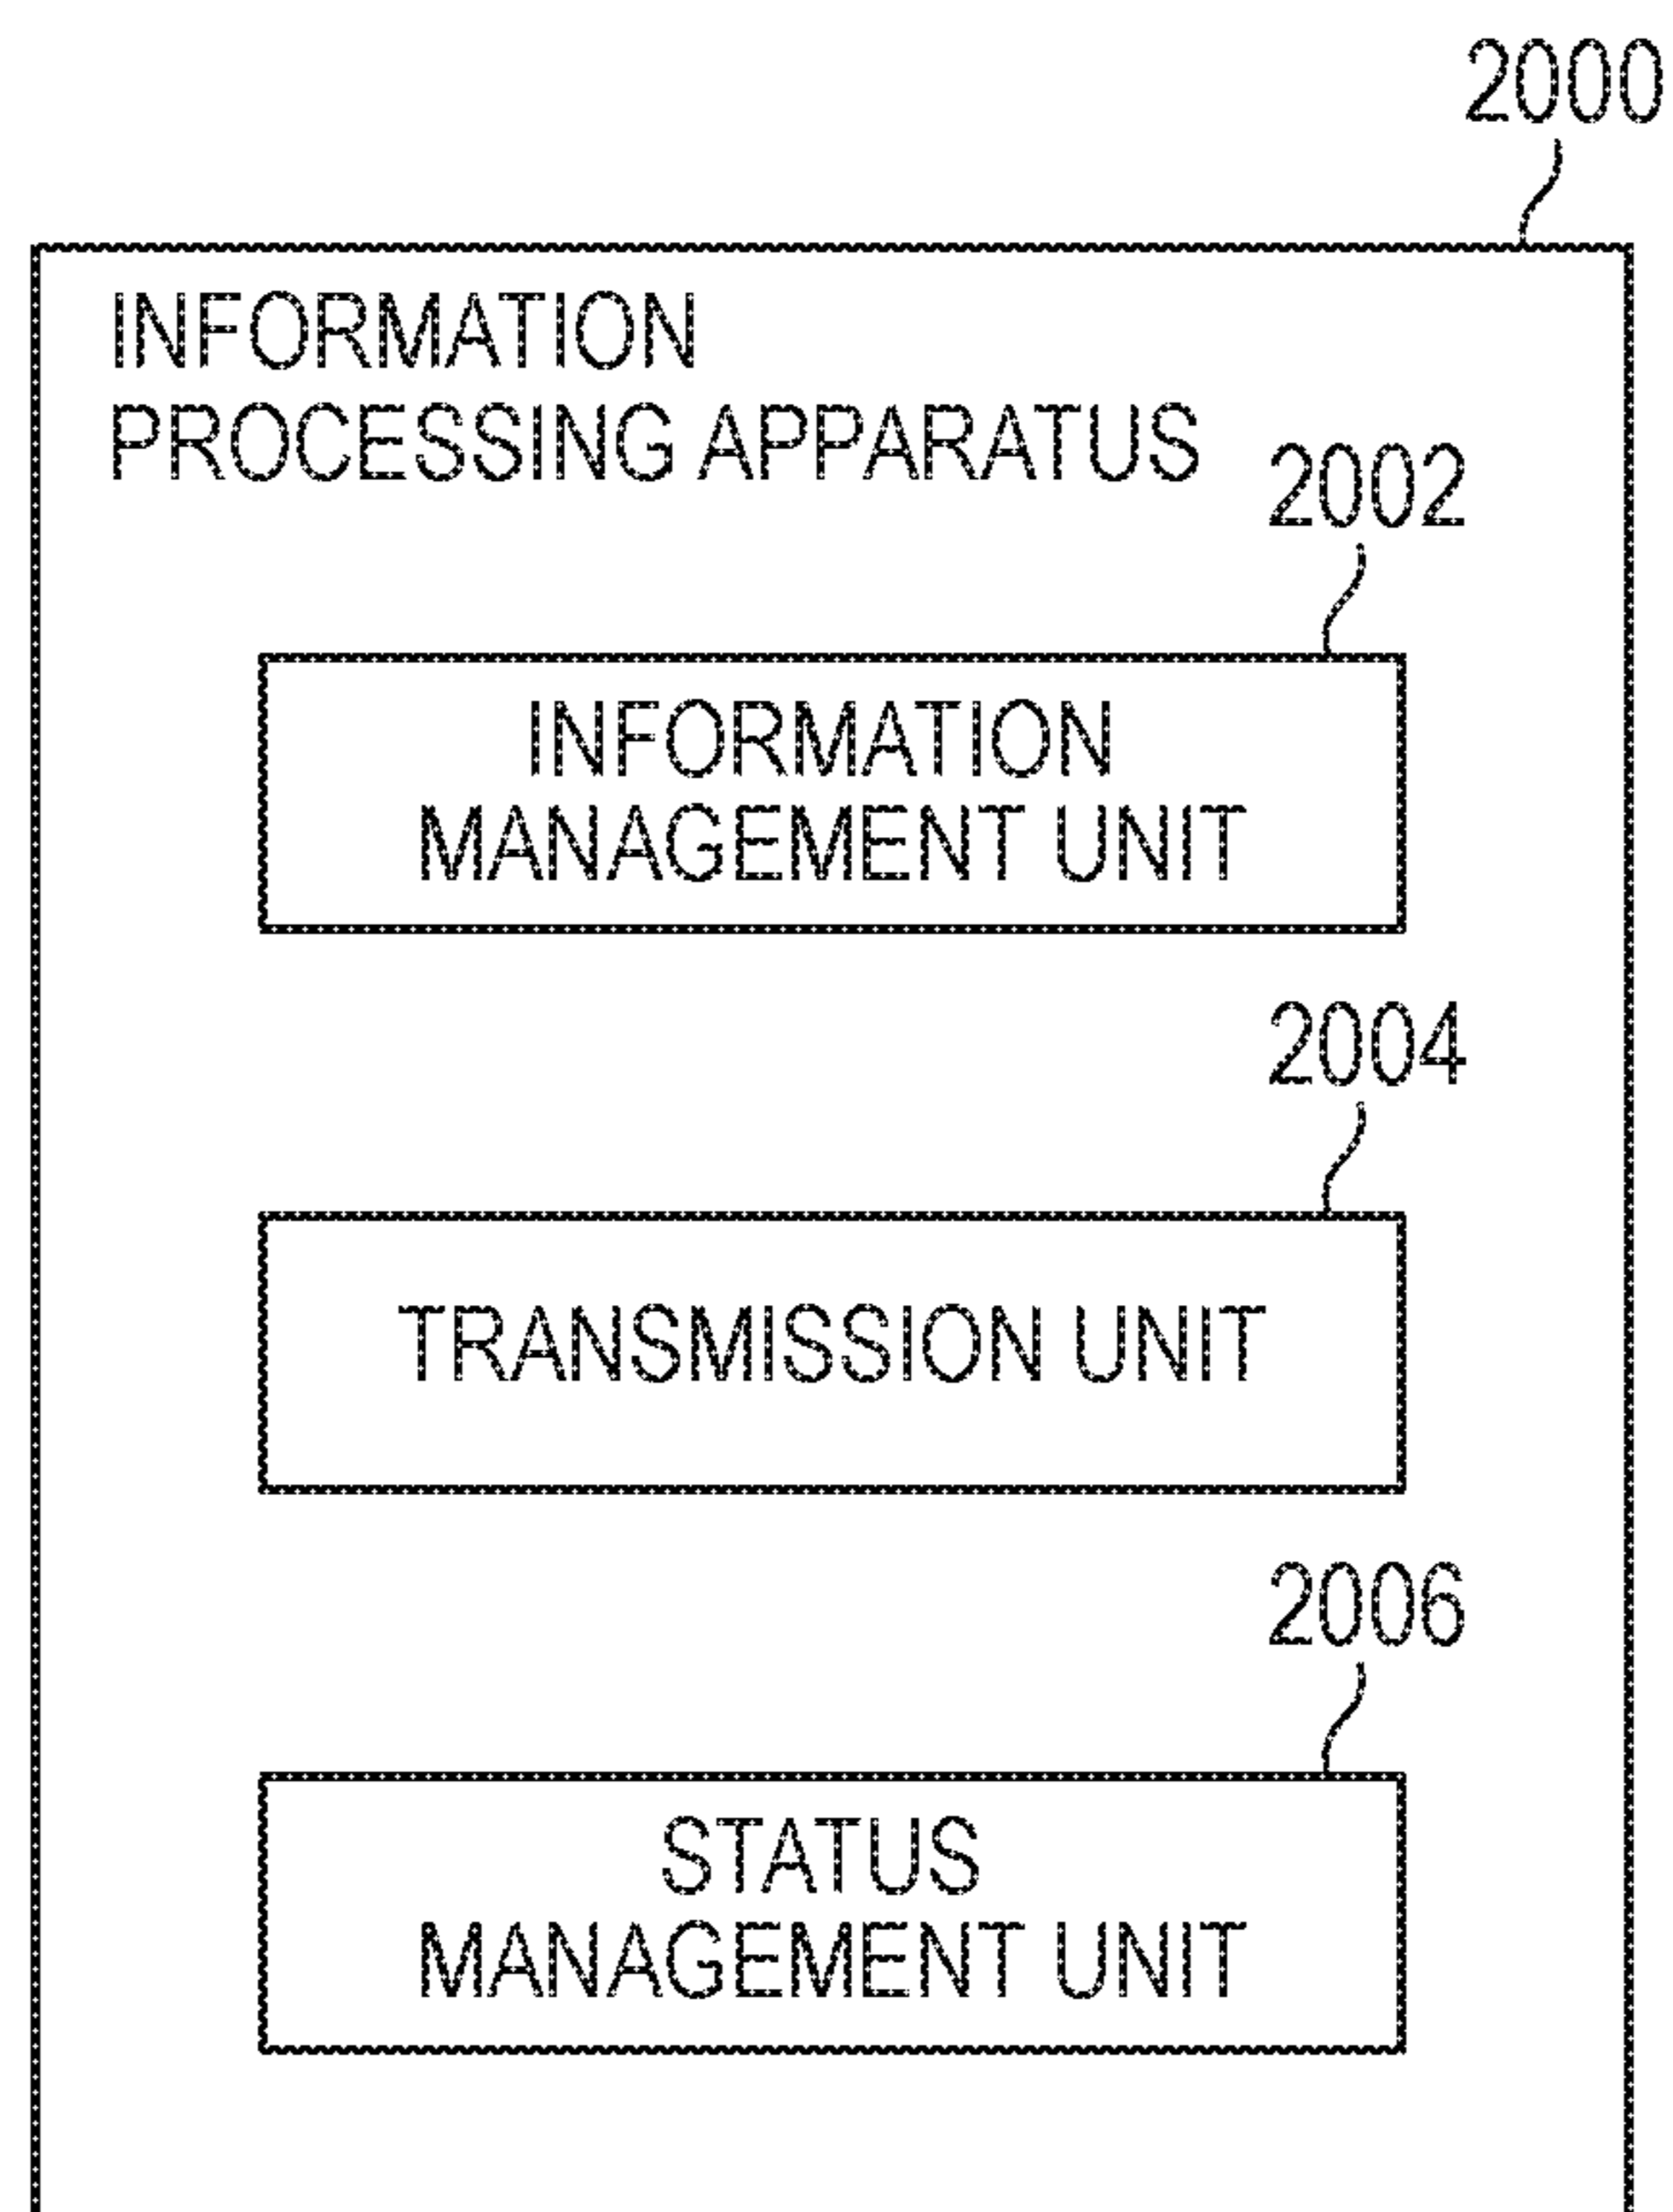 2000
INFORMATION
PROCESSING APPARATUS
2002
INFORMATION
MANAGEMENT UNIT
2004
TRANSMISSION UNIT
2006
STATUS
MANAGEMENT UNIT